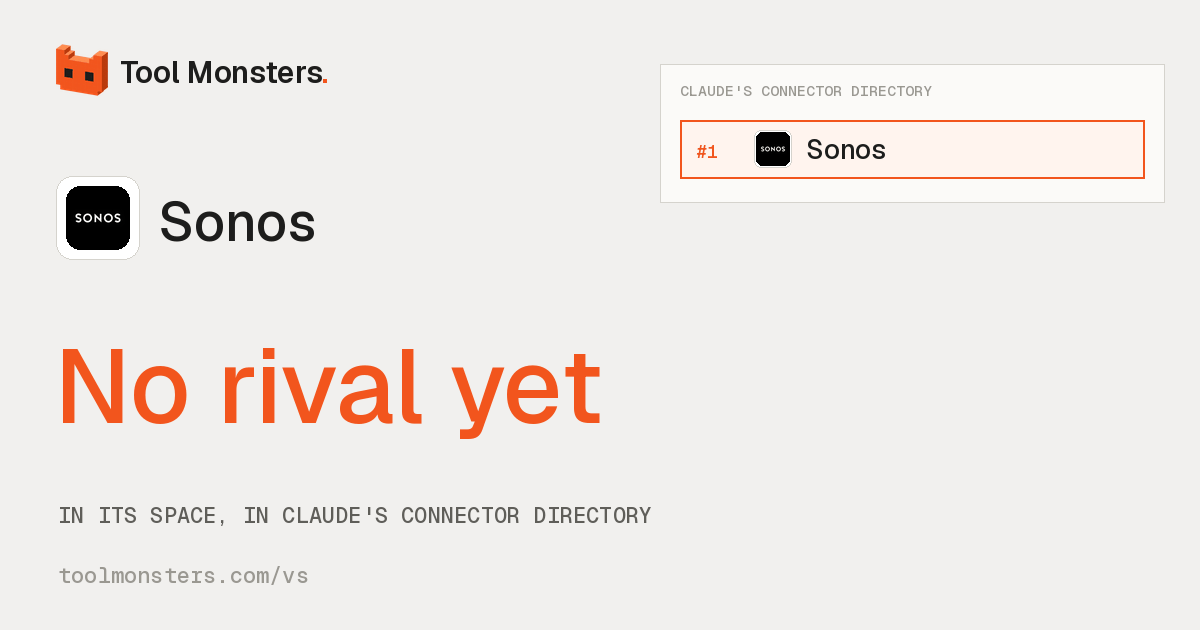 Tool Monsters.
SONOS
Sonos
No rival yet
IN ITS SPACE, IN CLAUDE'S CONNECTOR DIRECTORY
toolmonsters.com/vs
CLAUDE'S CONNECTOR DIRECTORY
#1 SONOS Sonos